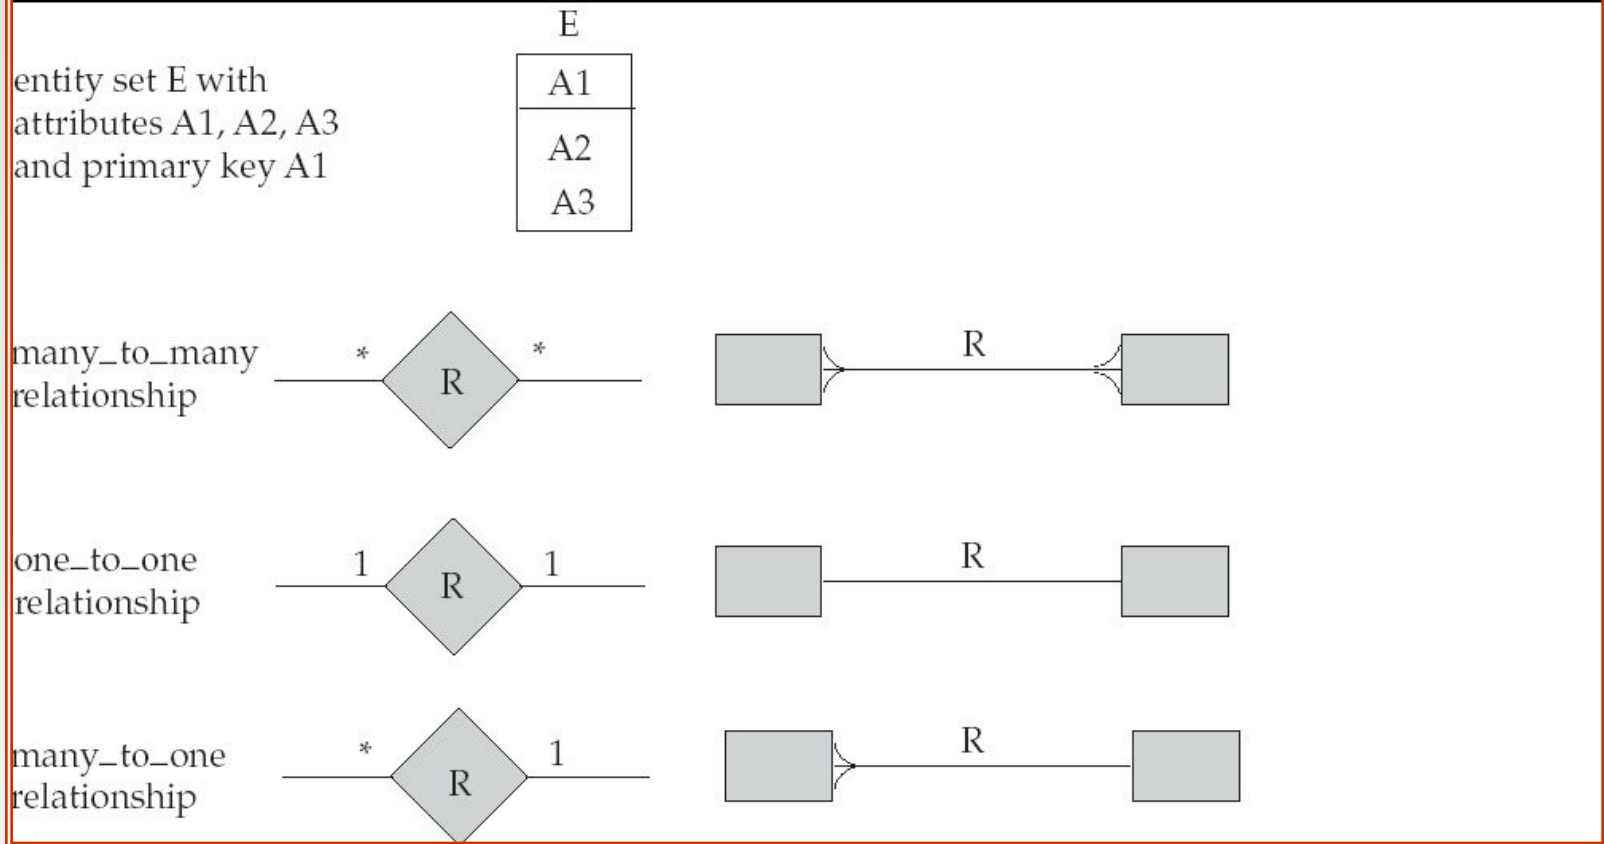 E
entity set E with
attributes A1, A2, A3
and primary key A1
A1
A2
A3
many_to_many
relationship
* R *
R
one_to_one
relationship
1 R 1
R
many_to_one
relationship
* R 1
R